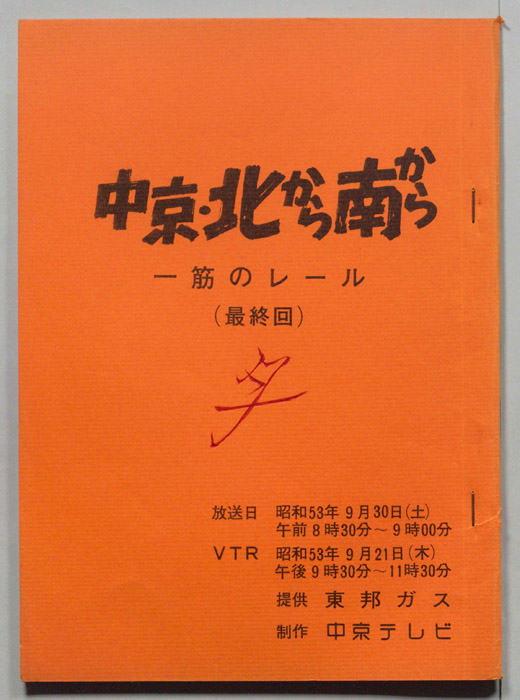 中京・北から南から
一筋のレール
(最終回)
放送日 昭和53年9月30日(土)
午前8時30分～9時00分
VTR 昭和53年9月21日(木)
午後9時30分～11時30分
提供 東邦ガス
制作 中京テレビ